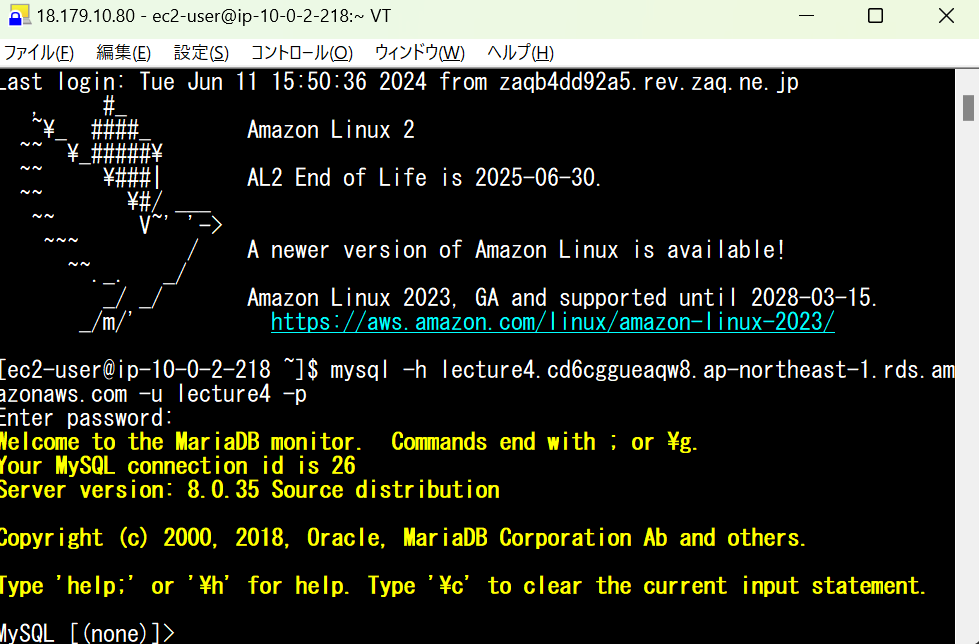 18.179.10.80 - ec2-user@ip-10-0-2-218:~ VT
ファイル(F) 編集(E) 設定(S) コントロール(O) ウィンドウ(W) ヘルプ(H)
Last login: Tue Jun 11 15:50:36 2024 from zaqb4dd92a5.rev.zaq.ne.jp
   ,     #_
   ~¥_  ####_        Amazon Linux 2
  ~~  ¥_#####¥
  ~~     ¥###|       AL2 End of Life is 2025-06-30.
  ~~       ¥#/ ___
   ~~       V~' '->
    ~~~         /    A newer version of Amazon Linux is available!
      ~~._.   _/
         _/ _/       Amazon Linux 2023, GA and supported until 2028-03-15.
       _/m/'           https://aws.amazon.com/linux/amazon-linux-2023/
[ec2-user@ip-10-0-2-218 ~]$ mysql -h lecture4.cd6cggueaqw8.ap-northeast-1.rds.am
azonaws.com -u lecture4 -p
Enter password:
Welcome to the MariaDB monitor.  Commands end with ; or ¥g.
Your MySQL connection id is 26
Server version: 8.0.35 Source distribution
Copyright (c) 2000, 2018, Oracle, MariaDB Corporation Ab and others.
Type 'help;' or '¥h' for help. Type '¥c' to clear the current input statement.
MySQL [(none)]>